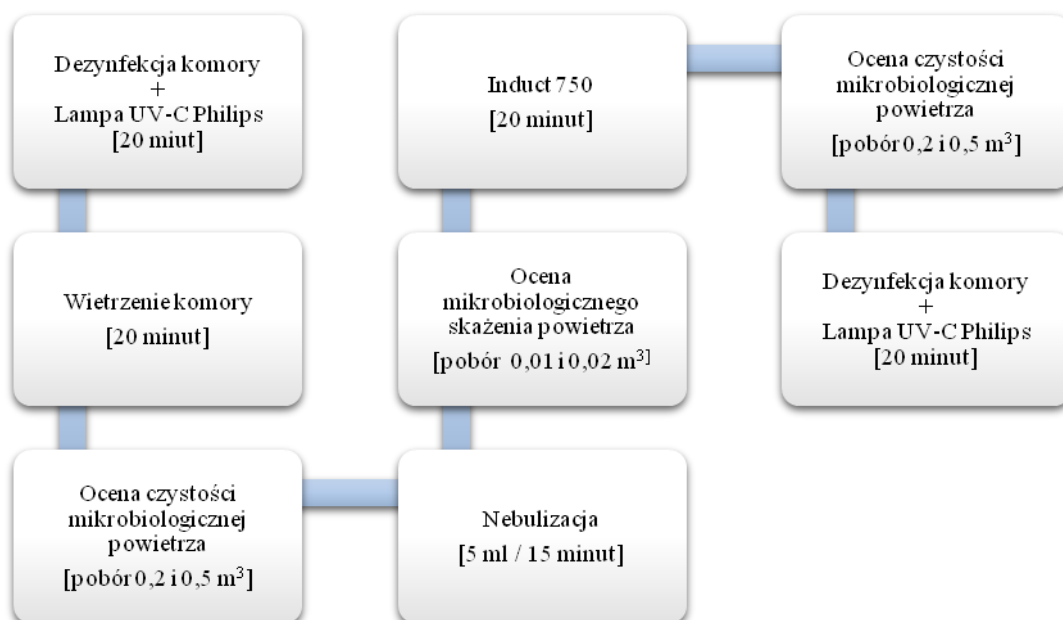 Dezynfekcja komory
+
Lampa UV-C Philips
[20 miut]
Wietrzenie komory
[20 minut]
Ocena czystości
mikrobiologicznej
powietrza
[pobór 0,2 i 0,5 m³]
Nebulizacja
[5 ml / 15 minut]
Ocena
mikrobiologicznego
skażenia powietrza
[pobór 0,01 i 0,02 m³]
Induct 750
[20 minut]
Ocena czystości
mikrobiologicznej
powietrza
[pobór 0,2 i 0,5 m³]
Dezynfekcja komory
+
Lampa UV-C Philips
[20 minut]